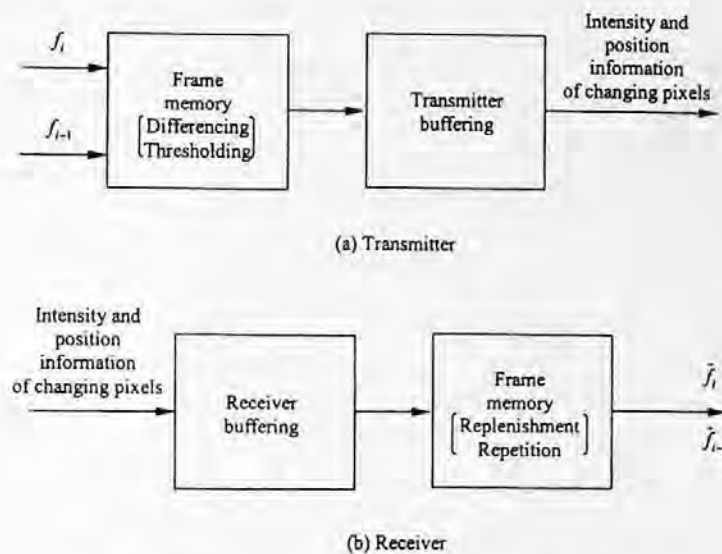 f_i
f_{i-1}
Frame
memory
Differencing
Thresholding
Transmitter
buffering
Intensity and
position
information
of changing pixels
(a) Transmitter
Intensity and
position
information
of changing pixels
Receiver
buffering
Frame
memory
Replenishment
Repetition
(b) Receiver